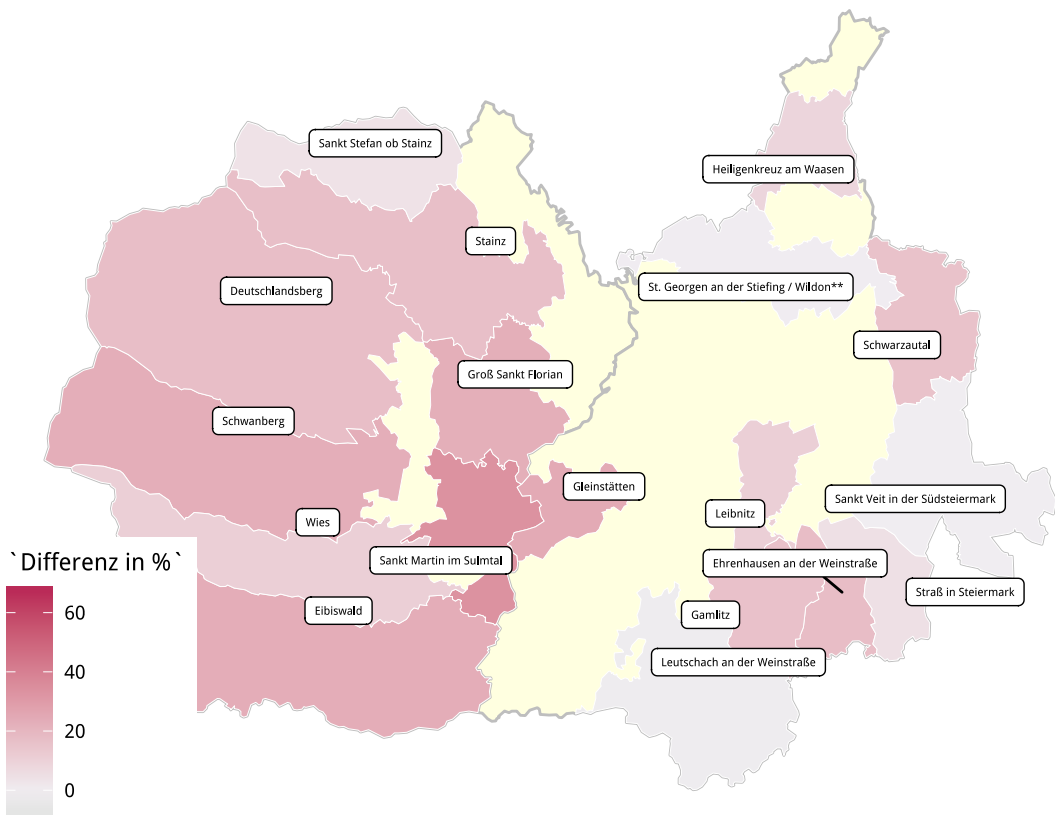 Sankt Stefan ob Stainz
Heiligenkreuz am Waasen
Stainz
Deutschlandsberg
St. Georgen an der Stiefing / Wildon**
Schwarzautal
Groß Sankt Florian
Schwanberg
Gleinstätten
Sankt Veit in der Südsteiermark
Leibnitz
Wies
Sankt Martin im Sulmtal
Ehrenhausen an der Weinstraße
Straß in Steiermark
Eibiswald
Gamlitz
Leutschach an der Weinstraße
`Differenz in %`
60
40
20
0